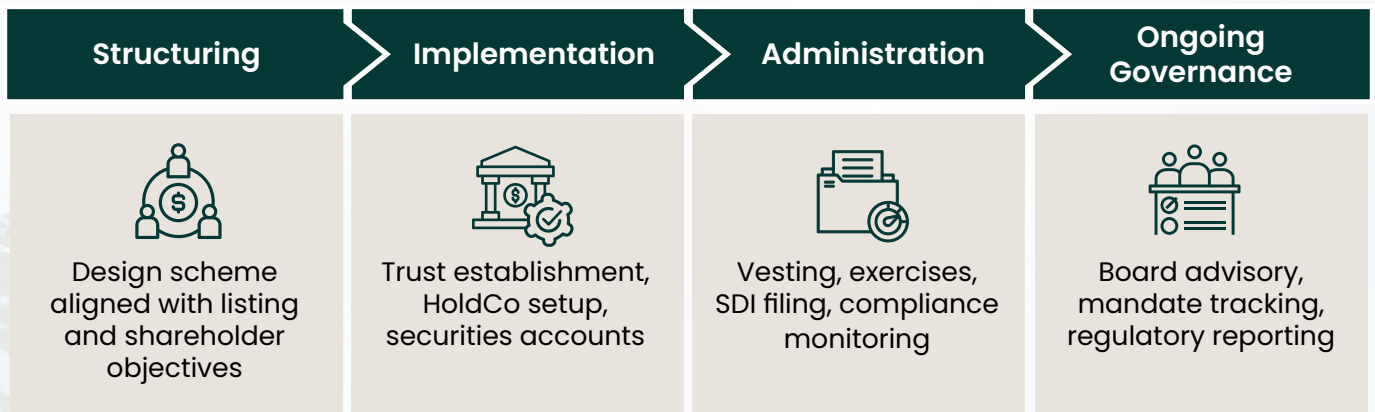 Structuring
Implementation
Administration
Ongoing
Governance
Design scheme
aligned with listing
and shareholder
objectives
Trust establishment,
HoldCo setup,
securities accounts
Vesting, exercises,
SDI filing, compliance
monitoring
Board advisory,
mandate tracking,
regulatory reporting